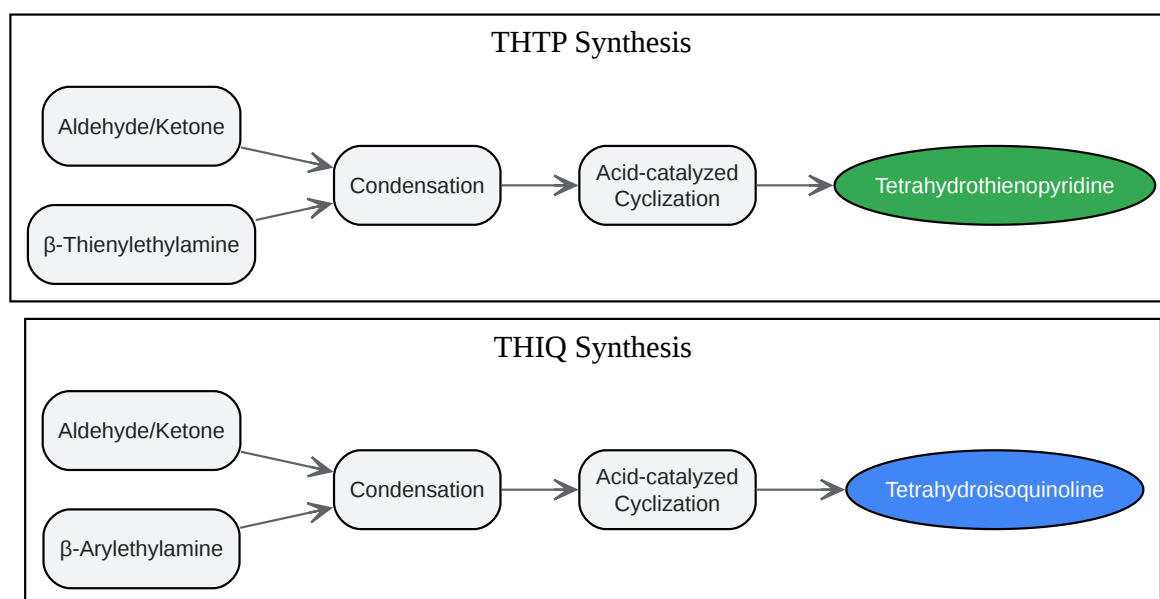 THTP Synthesis
Aldehyde/Ketone
β-Thienylethylamine
Condensation
Acid-catalyzed
Cyclization
Tetrahydrothienopyridine
THIQ Synthesis
Aldehyde/Ketone
β-Arylethylamine
Condensation
Acid-catalyzed
Cyclization
Tetrahydroisoquinoline